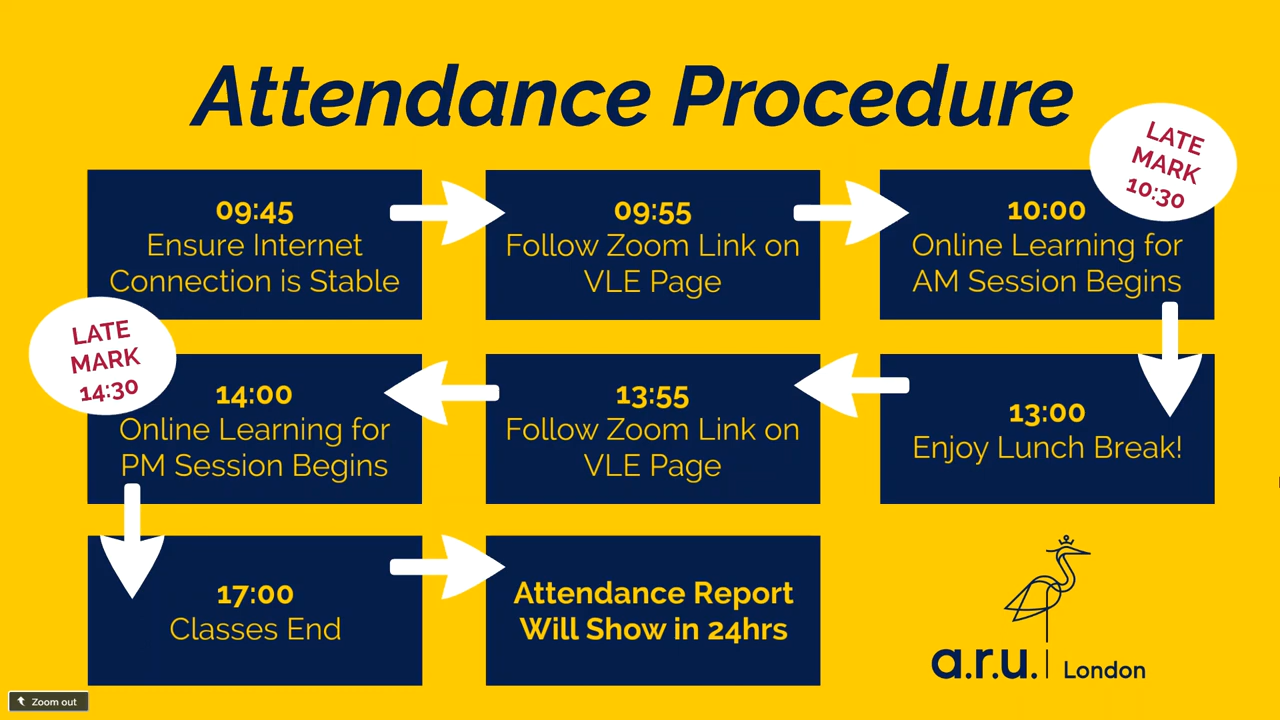 Attendance Procedure
09:45
Ensure Internet
Connection is Stable
09:55
Follow Zoom Link on
VLE Page
LATE
MARK
10:30
10:00
Online Learning for
AM Session Begins
13:00
Enjoy Lunch Break!
13:55
Follow Zoom Link on
VLE Page
LATE
MARK
14:30
14:00
Online Learning for
PM Session Begins
17:00
Classes End
Attendance Report
Will Show in 24hrs
a.r.u. London
Zoom out